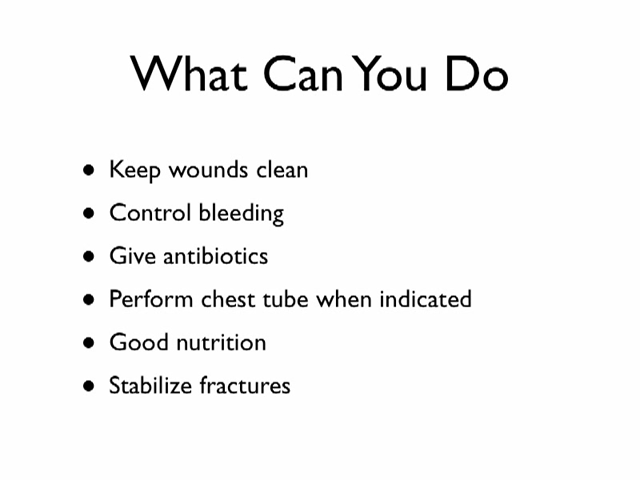 What Can You Do
• Keep wounds clean
• Control bleeding
• Give antibiotics
• Perform chest tube when indicated
• Good nutrition
• Stabilize fractures